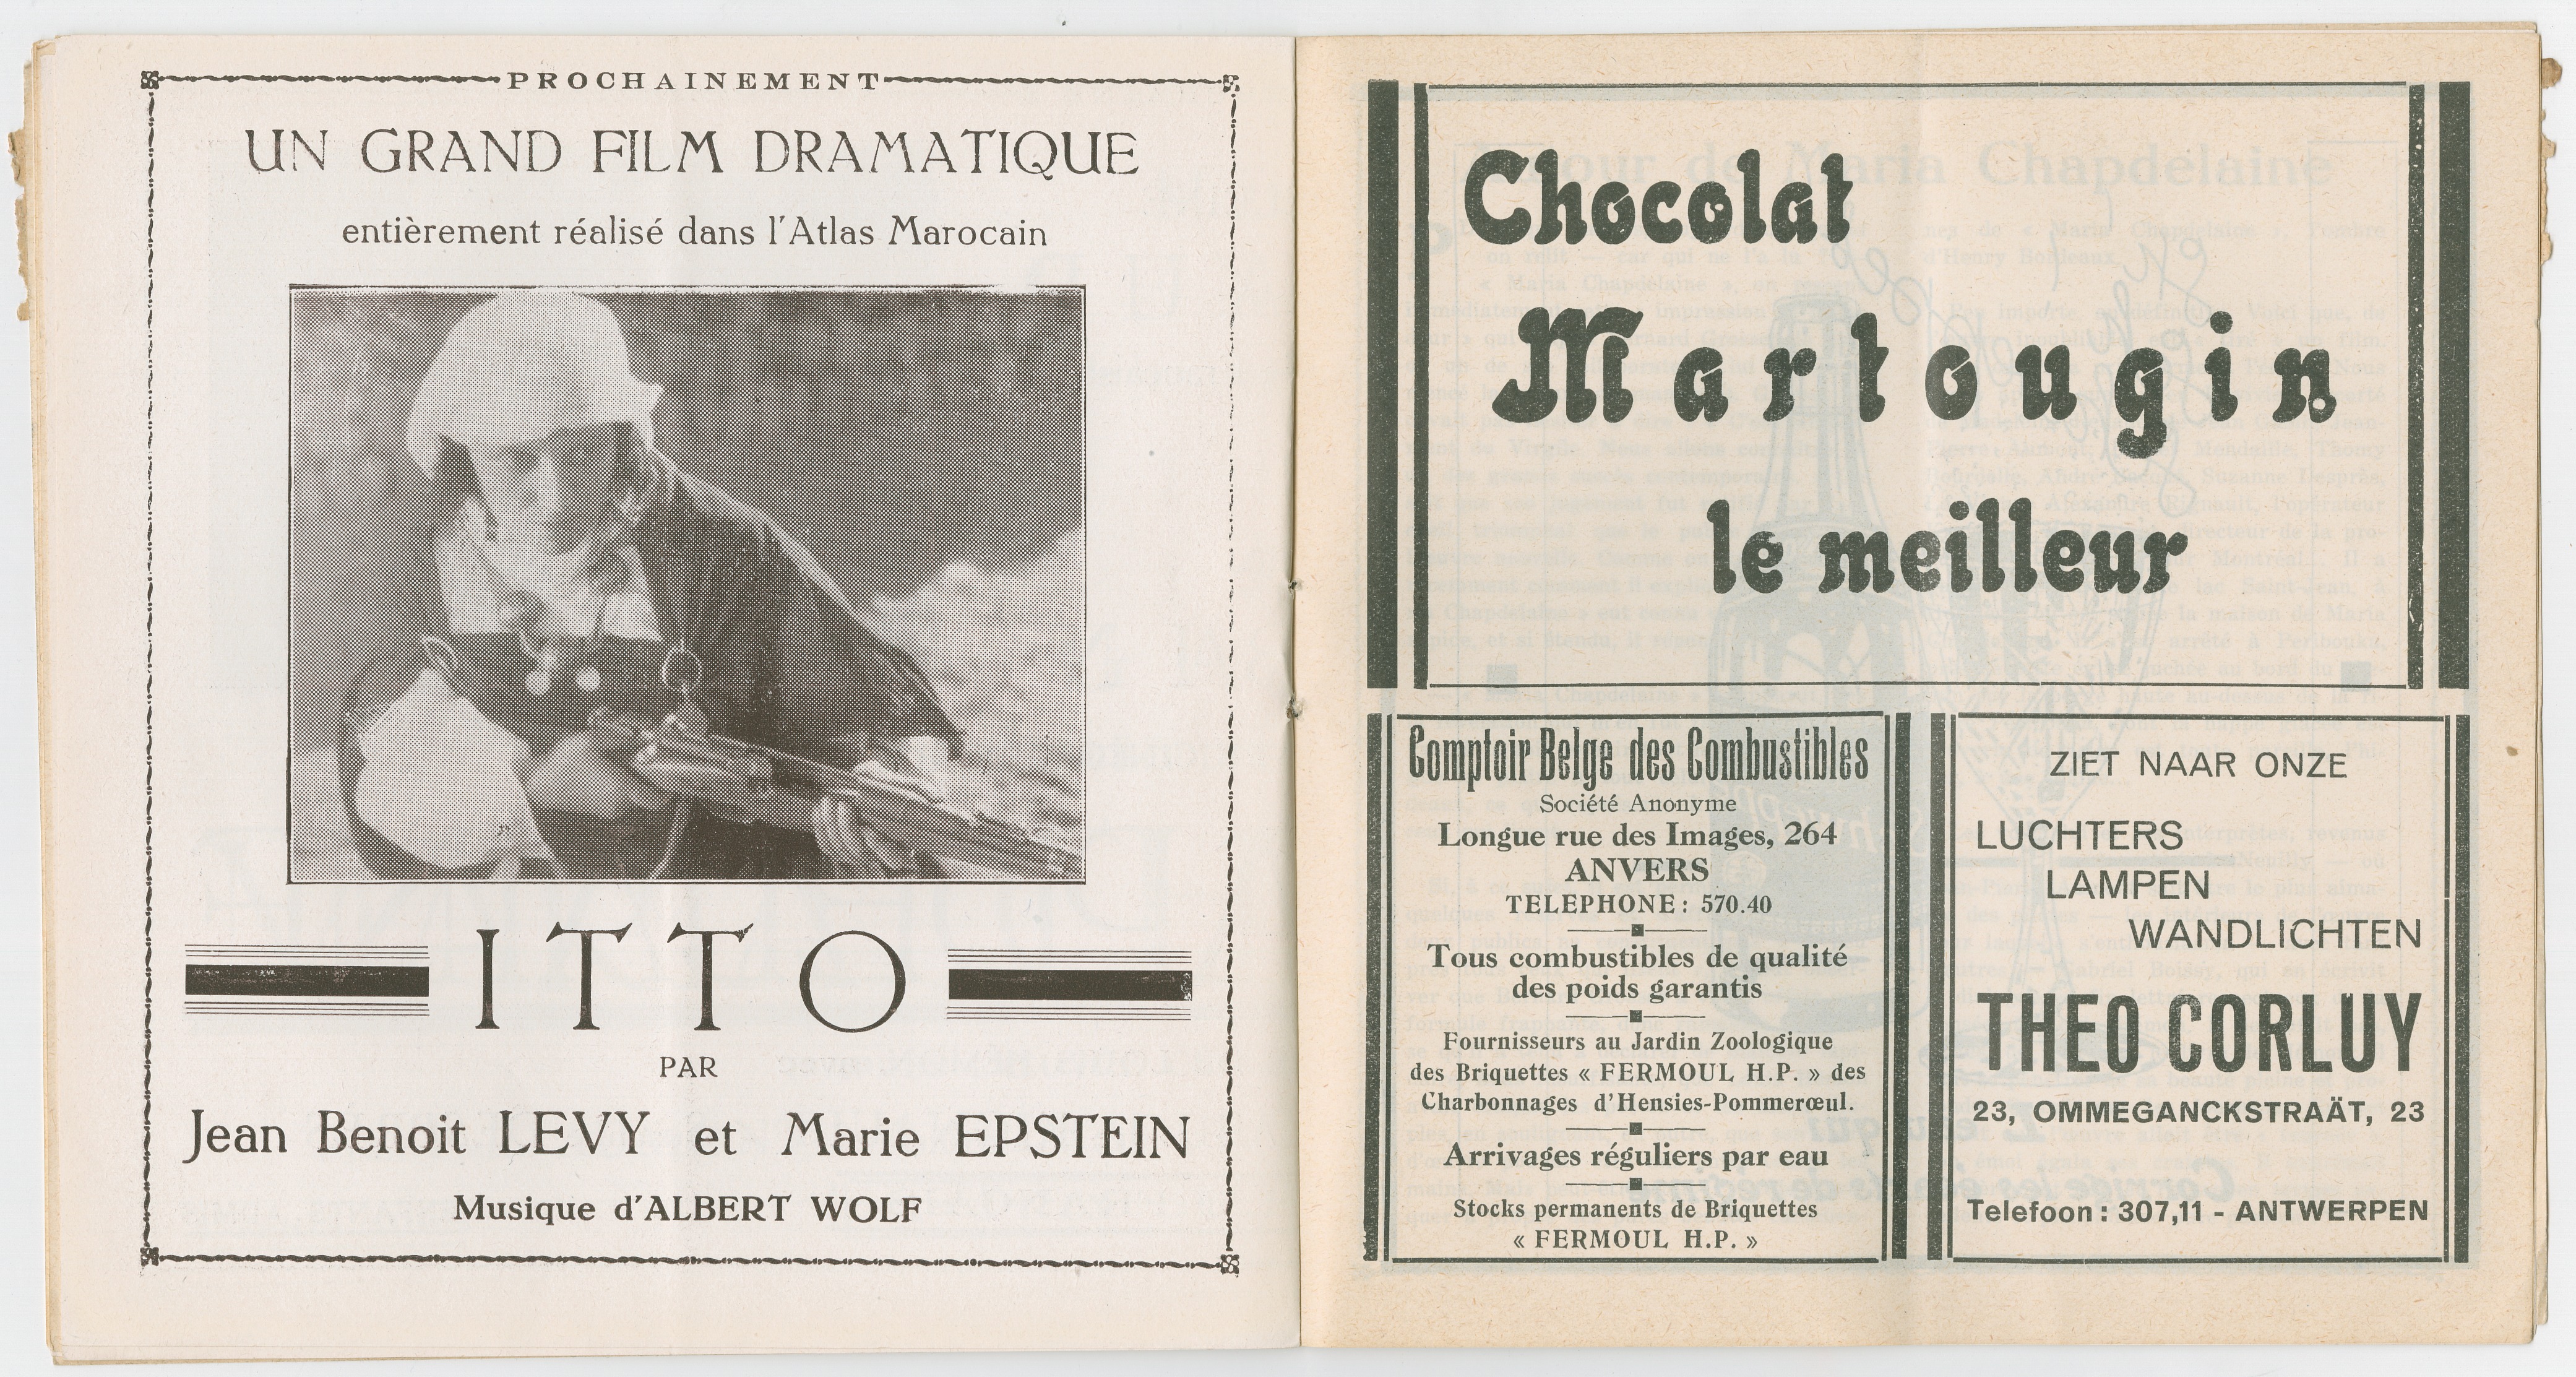 PROCHAINEMENT
UN GRAND FILM DRAMATIQUE
entièrement réalisé dans l'Atlas Marocain
ITTO
PAR
Jean Benoit LEVY et Marie EPSTEIN
Musique d'ALBERT WOLF
Chocolat
Martougin
le meilleur
Comptoir Belge des Combustibles
Société Anonyme
Longue rue des Images, 264
ANVERS
TELEPHONE: 570.40
Tous combustibles de qualité
des poids garantis
Fournisseurs au Jardin Zoologique
des Briquettes « FERMOUL H.P. » des
Charbonnages d'Hensies-Pommerœul.
Arrivages réguliers par eau
Stocks permanents de Briquettes
« FERMOUL H.P. »
ZIET NAAR ONZE
LUCHTERS
LAMPEN
WANDLICHTEN
THEO CORLUY
23, OMMEGANCKSTRAÄT, 23
Telefoon: 307,11 - ANTWERPEN